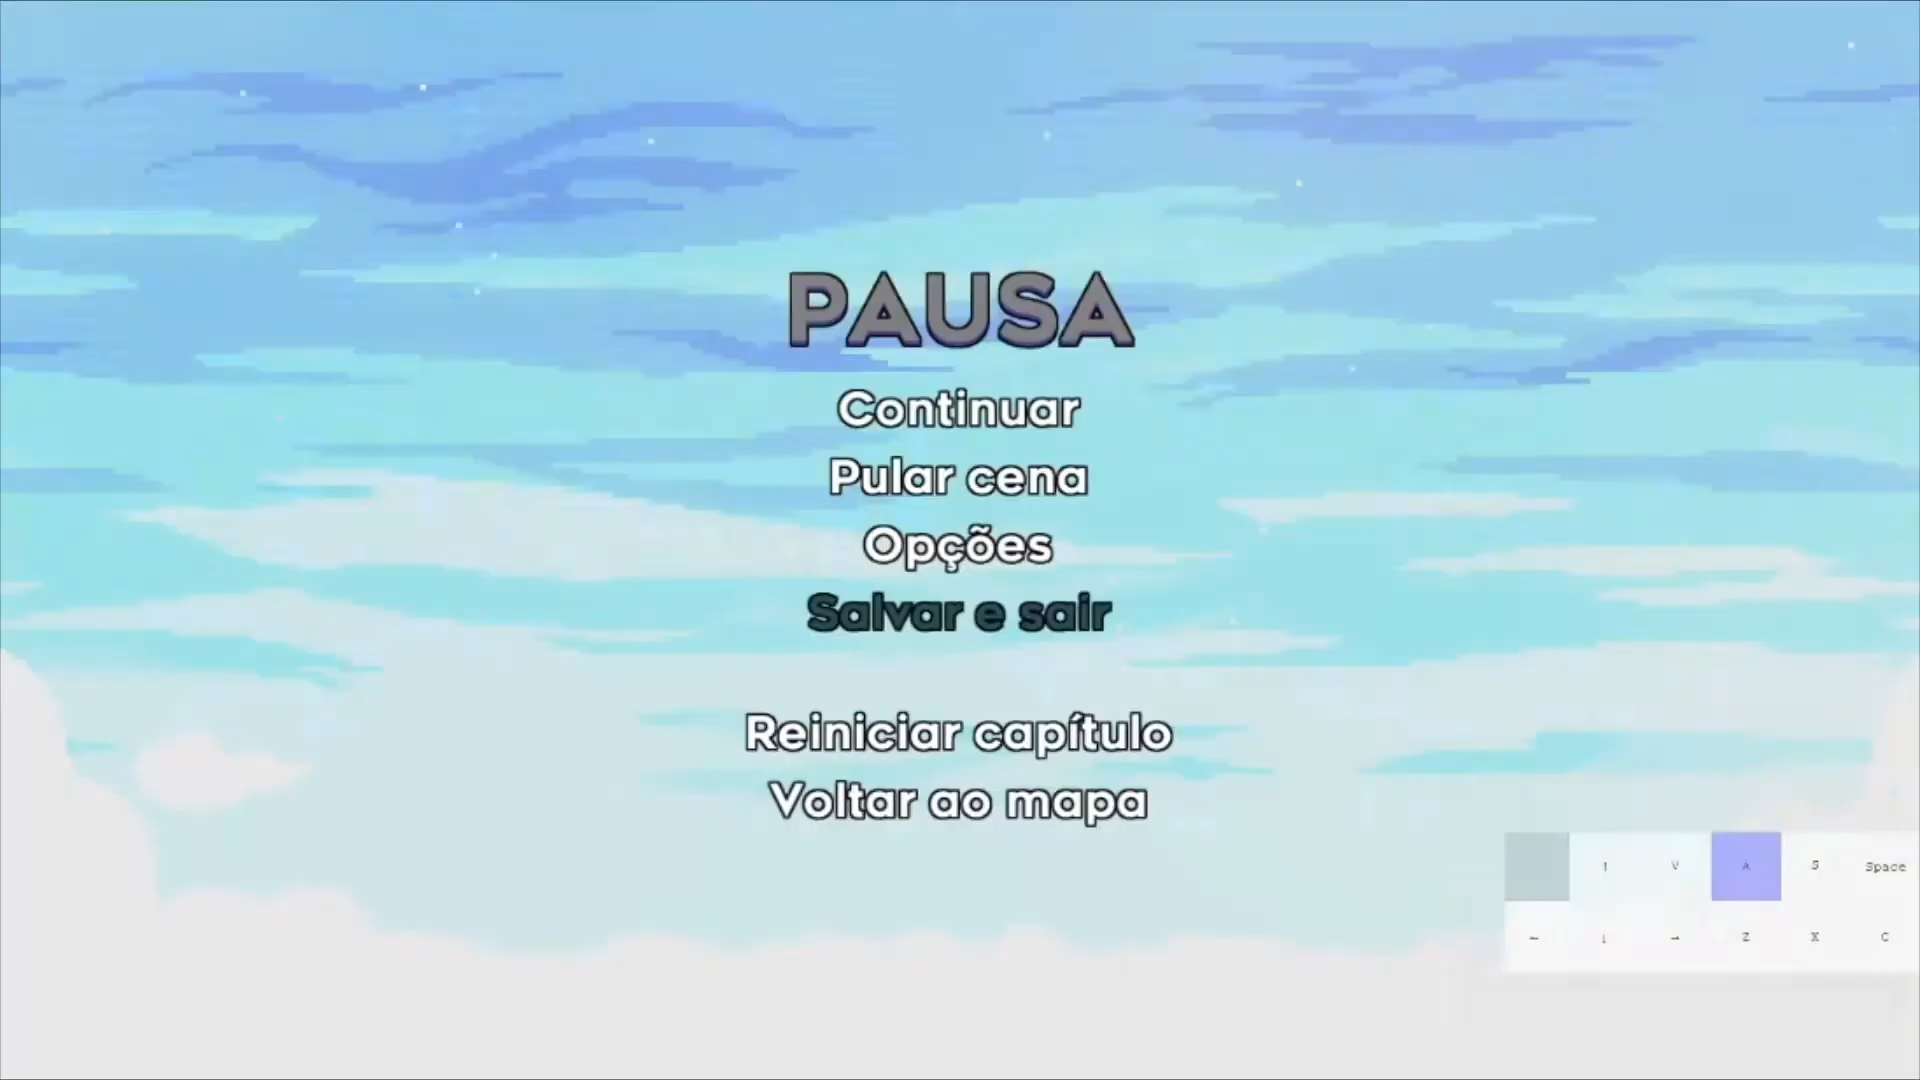 PAUSA
Continuar
Pular cena
Opções
Salvar e sair
Reiniciar capítulo
Voltar ao mapa
↑ V A S Space
← ↓ → Z X C